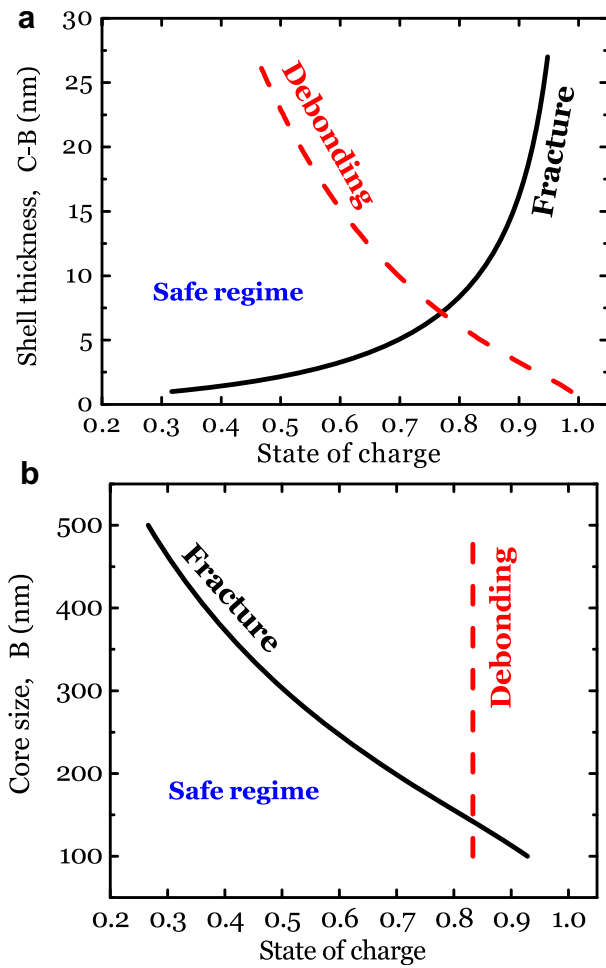 a
30
25
20
15
10
5
0
Shell thickness, C-B (nm)
Debonding
Fracture
Safe regime
0.2 0.3 0.4 0.5 0.6 0.7 0.8 0.9 1.0
State of charge
b
500
400
300
200
100
Core size, B (nm)
Fracture
Debonding
Safe regime
0.2 0.3 0.4 0.5 0.6 0.7 0.8 0.9 1.0
State of charge